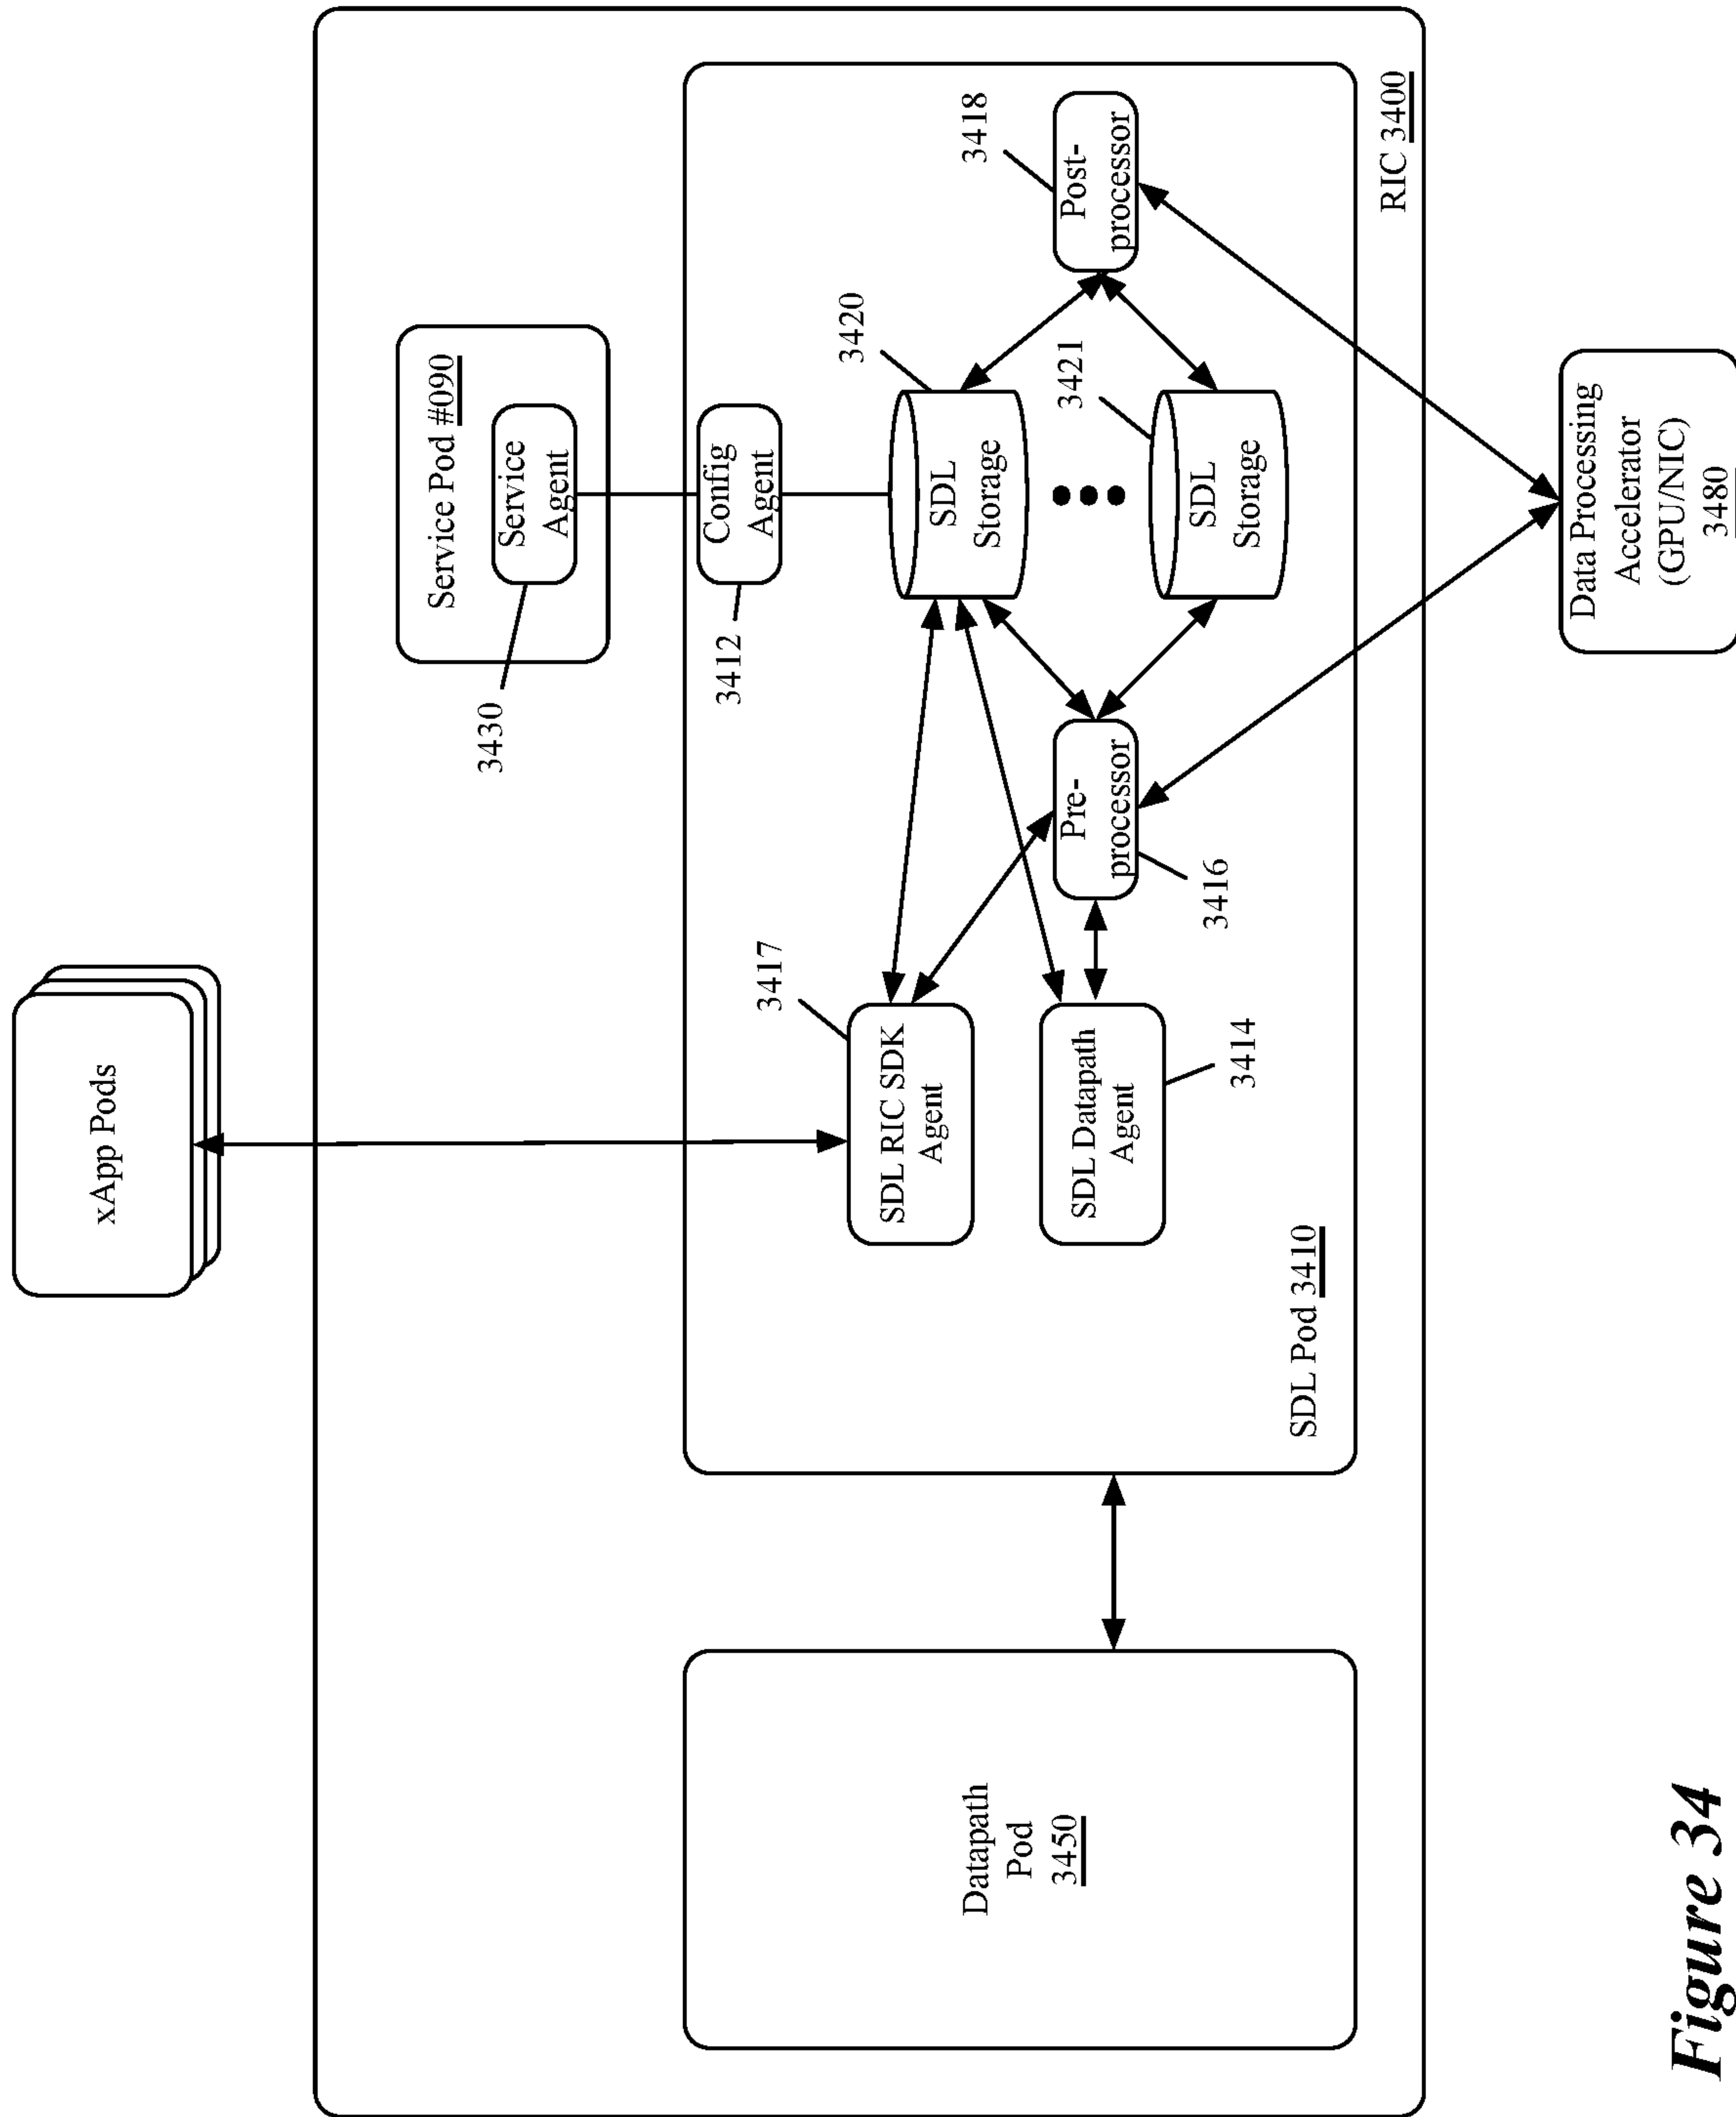 xApp Pods
Service Pod #090
Service
Agent
3430
Config
Agent
3412
3417
SDL RIC SDK
Agent
3420
SDL
Storage
3418
Post-
processor
3421
SDL
Storage
Pre-
processor
3416
SDL Datapath
Agent
3414
SDL Pod 3410
RIC 3400
Datapath
Pod
3450
Data Processing
Accelerator
(GPU/NIC)
3480
Figure 34